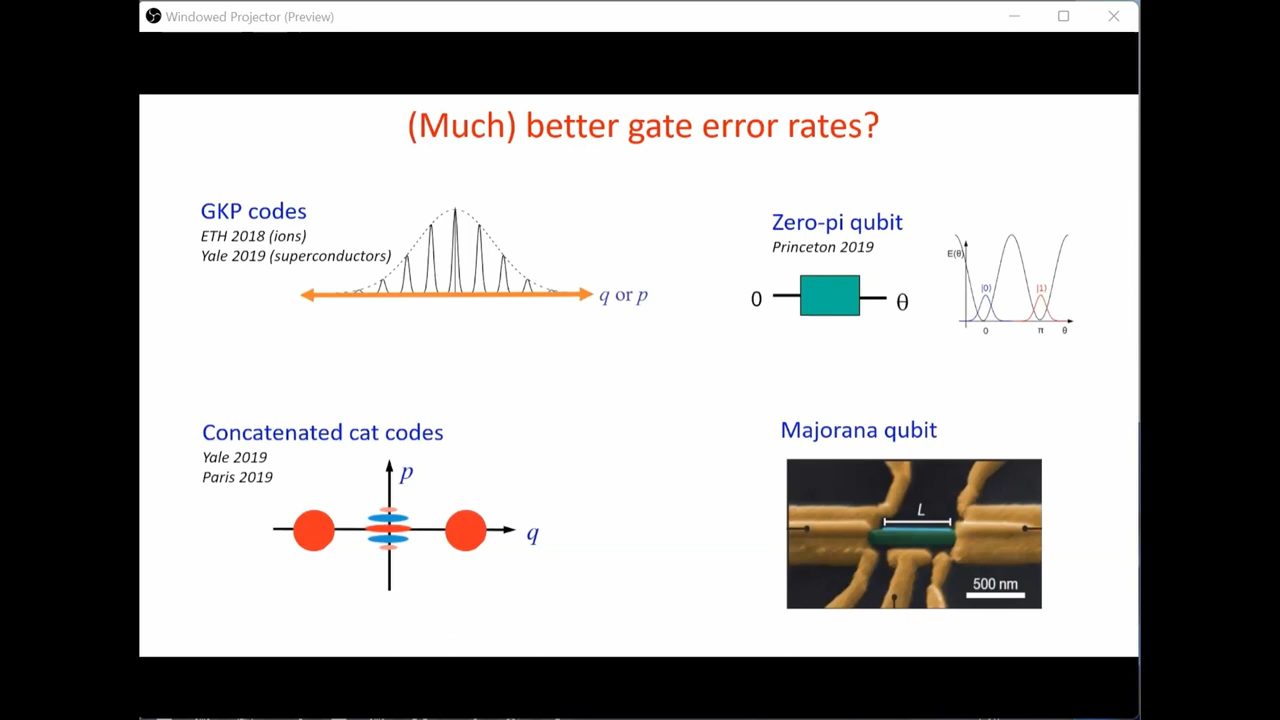 Windowed Projector (Preview)
(Much) better gate error rates?
GKP codes
ETH 2018 (ions)
Yale 2019 (superconductors)
q or p
Zero-pi qubit
Princeton 2019
0
θ
E(θ)
|0⟩
|1⟩
0
π
θ
Concatenated cat codes
Yale 2019
Paris 2019
p
q
Majorana qubit
L
500 nm